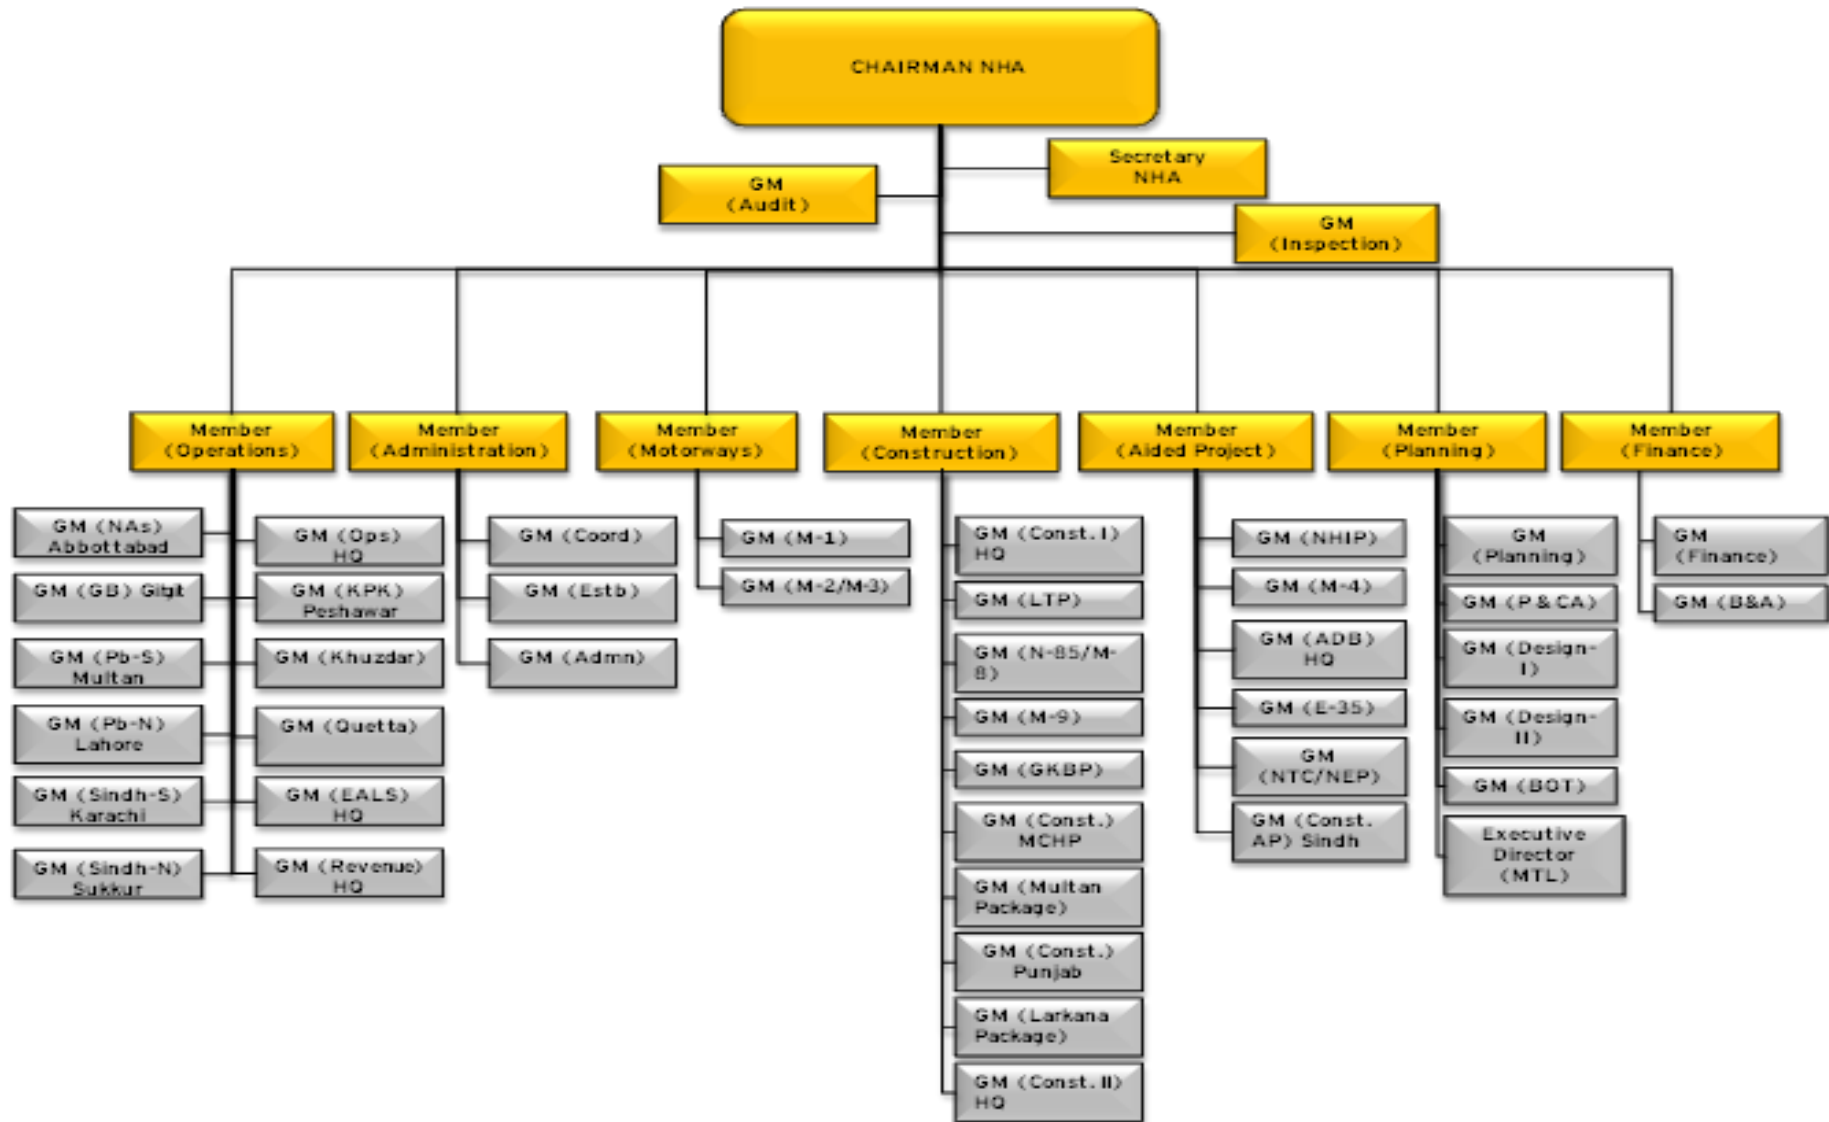 CHAIRMAN NHA
Secretary
NHA
GM
(Audit)
GM
(Inspection)
Member
(Operations)
Member
(Administration)
Member
(Motorways)
Member
(Construction)
Member
(Aided Project)
Member
(Planning)
Member
(Finance)
GM (NAs)
Abbottabad
GM (GB) Gilgit
GM (Pb-S)
Multan
GM (Pb-N)
Lahore
GM (Sindh-S)
Karachi
GM (Sindh-N)
Sukkur
GM (Ops)
HQ
GM (KPK)
Peshawar
GM (Khuzdar)
GM (Quetta)
GM (EALS)
HQ
GM (Revenue)
HQ
GM (Coord)
GM (Estb)
GM (Admn)
GM (M-1)
GM (M-2/M-3)
GM (Const. I)
HQ
GM (LTP)
GM (N-85/M-
8)
GM (M-9)
GM (GKBP)
GM (Const.)
MCHP
GM (Multan
Package)
GM (Const.)
Punjab
GM (Larkana
Package)
GM (Const. II)
HQ
GM (NHIP)
GM (M-4)
GM (ADB)
HQ
GM (E-35)
GM
(NTC/NEP)
GM (Const.
AP) Sindh
GM
(Planning)
GM (P & CA)
GM (Design-
I)
GM (Design-
II)
GM (BOT)
Executive
Director
(MTL)
GM
(Finance)
GM (B&A)